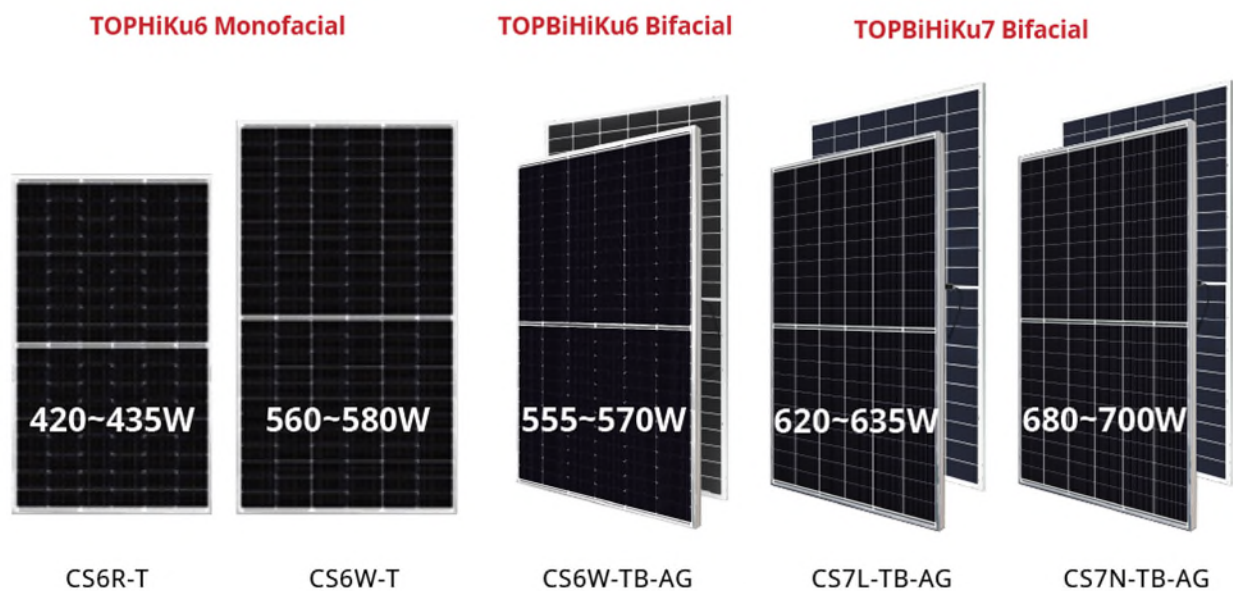 TOPHiKu6 Monofacial
TOPBiHiKu6 Bifacial
TOPBiHiKu7 Bifacial
420~435W
560~580W
555~570W
620~635W
680~700W
CS6R-T
CS6W-T
CS6W-TB-AG
CS7L-TB-AG
CS7N-TB-AG